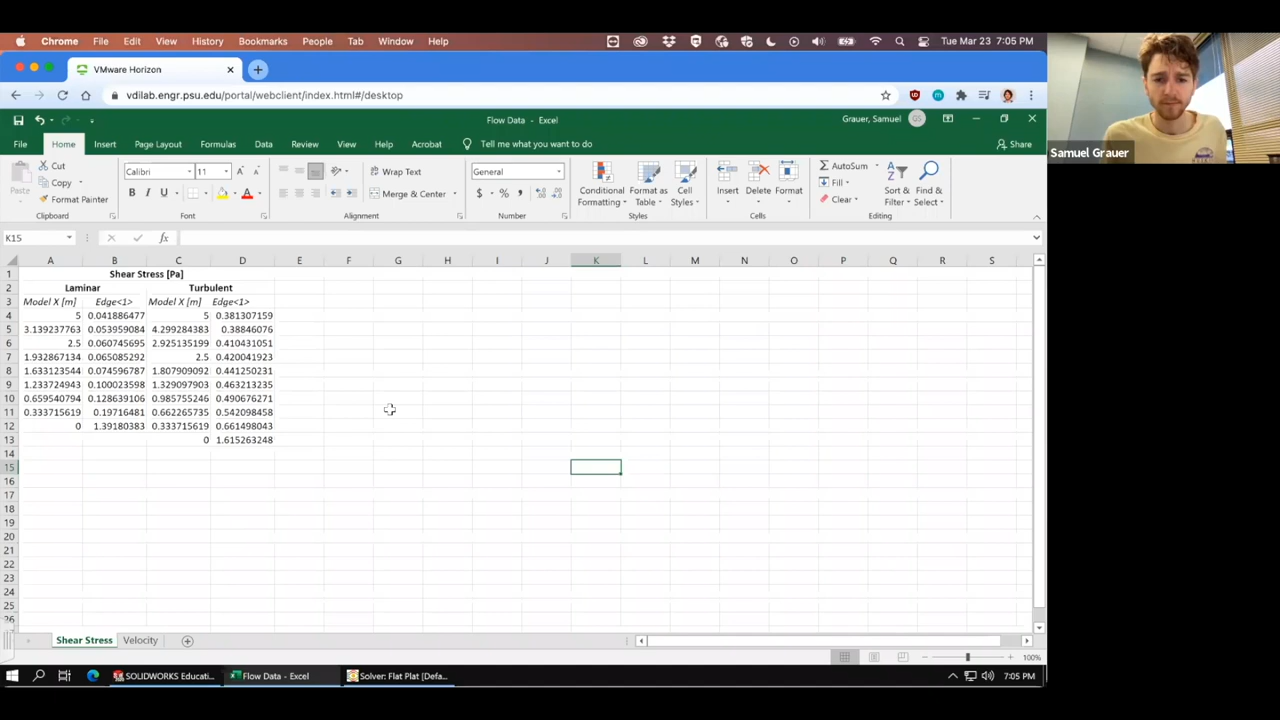 Chrome File Edit View History Bookmarks People Tab Window Help Tue Mar 23 7:05 PM
VMware Horizon
vdilab.engr.psu.edu/portal/webclient/index.html#/desktop
Flow Data - Excel Grauer, Samuel GS
File Home Insert Page Layout Formulas Data Review View Help Acrobat Tell me what you want to do Share
Cut
Copy
Format Painter
Paste
Clipboard
Calibri 11
B I U
Font
Wrap Text
Merge & Center
Alignment
General
$ % ,
Number
Conditional Formatting
Format as Table
Cell Styles
Styles
Insert Delete Format
Cells
AutoSum
Fill
Clear
Sort & Filter
Find & Select
Editing
Samuel Grauer
K15 fx
A B C D E F G H I J K L M N O P Q R S
1 Shear Stress [Pa]
2 Laminar Turbulent
3 Model X [m] Edge<1> Model X [m] Edge<1>
4 5 0.041886477 5 0.381307159
5 3.139237763 0.053959084 4.299284383 0.38846076
6 2.5 0.060745695 2.925135199 0.410431051
7 1.932867134 0.065085292 2.5 0.420041923
8 1.633123544 0.074596787 1.807909092 0.441250431
9 1.233724943 0.100023598 1.329097903 0.463213235
10 0.659540794 0.128639106 0.985755246 0.490676271
11 0.333715619 0.19716481 0.662265735 0.542098458
12 0 1.39180383 0.333715619 0.661498043
13 0 1.615263248
14
15
16
17
18
19
20
21
22
23
24
25
26
Shear Stress Velocity
100%
SOLIDWORKS Educati... Flow Data - Excel Solver: Flat Plat [Defa... 7:05 PM